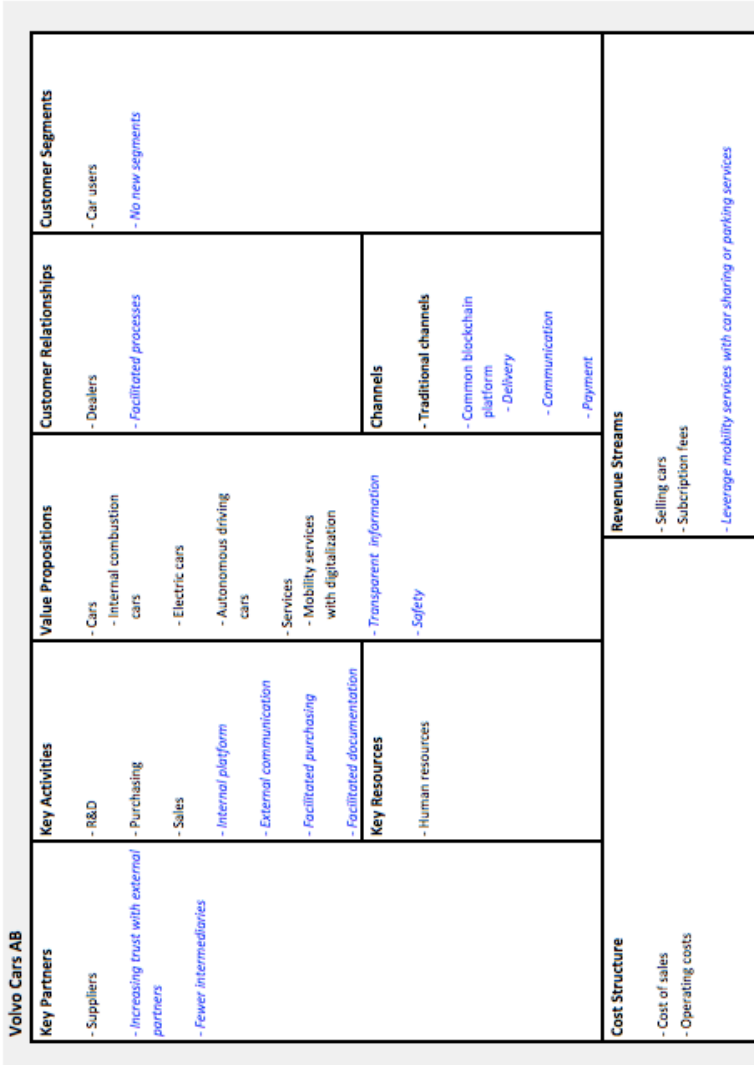 Volvo Cars AB
Key Partners
- Suppliers
- Increasing trust with external
partners
- Fewer intermediaries
Key Activities
- R&D
- Purchasing
- Sales
- Internal platform
- External communication
- Facilitated purchasing
- Facilitated documentation
Key Resources
- Human resources
Value Propositions
- Cars
- Internal combustion
cars
- Electric cars
- Autonomous driving
cars
- Services
- Mobility services
with digitalization
- Transparent information
- Safety
Customer Relationships
- Dealers
- Facilitated processes
Channels
- Traditional channels
- Common blockchain
platform
- Delivery
- Communication
- Payment
Customer Segments
- Car users
- No new segments
Cost Structure
- Cost of sales
- Operating costs
Revenue Streams
- Selling cars
- Subcription fees
- Leverage mobility services with car sharing or parking services